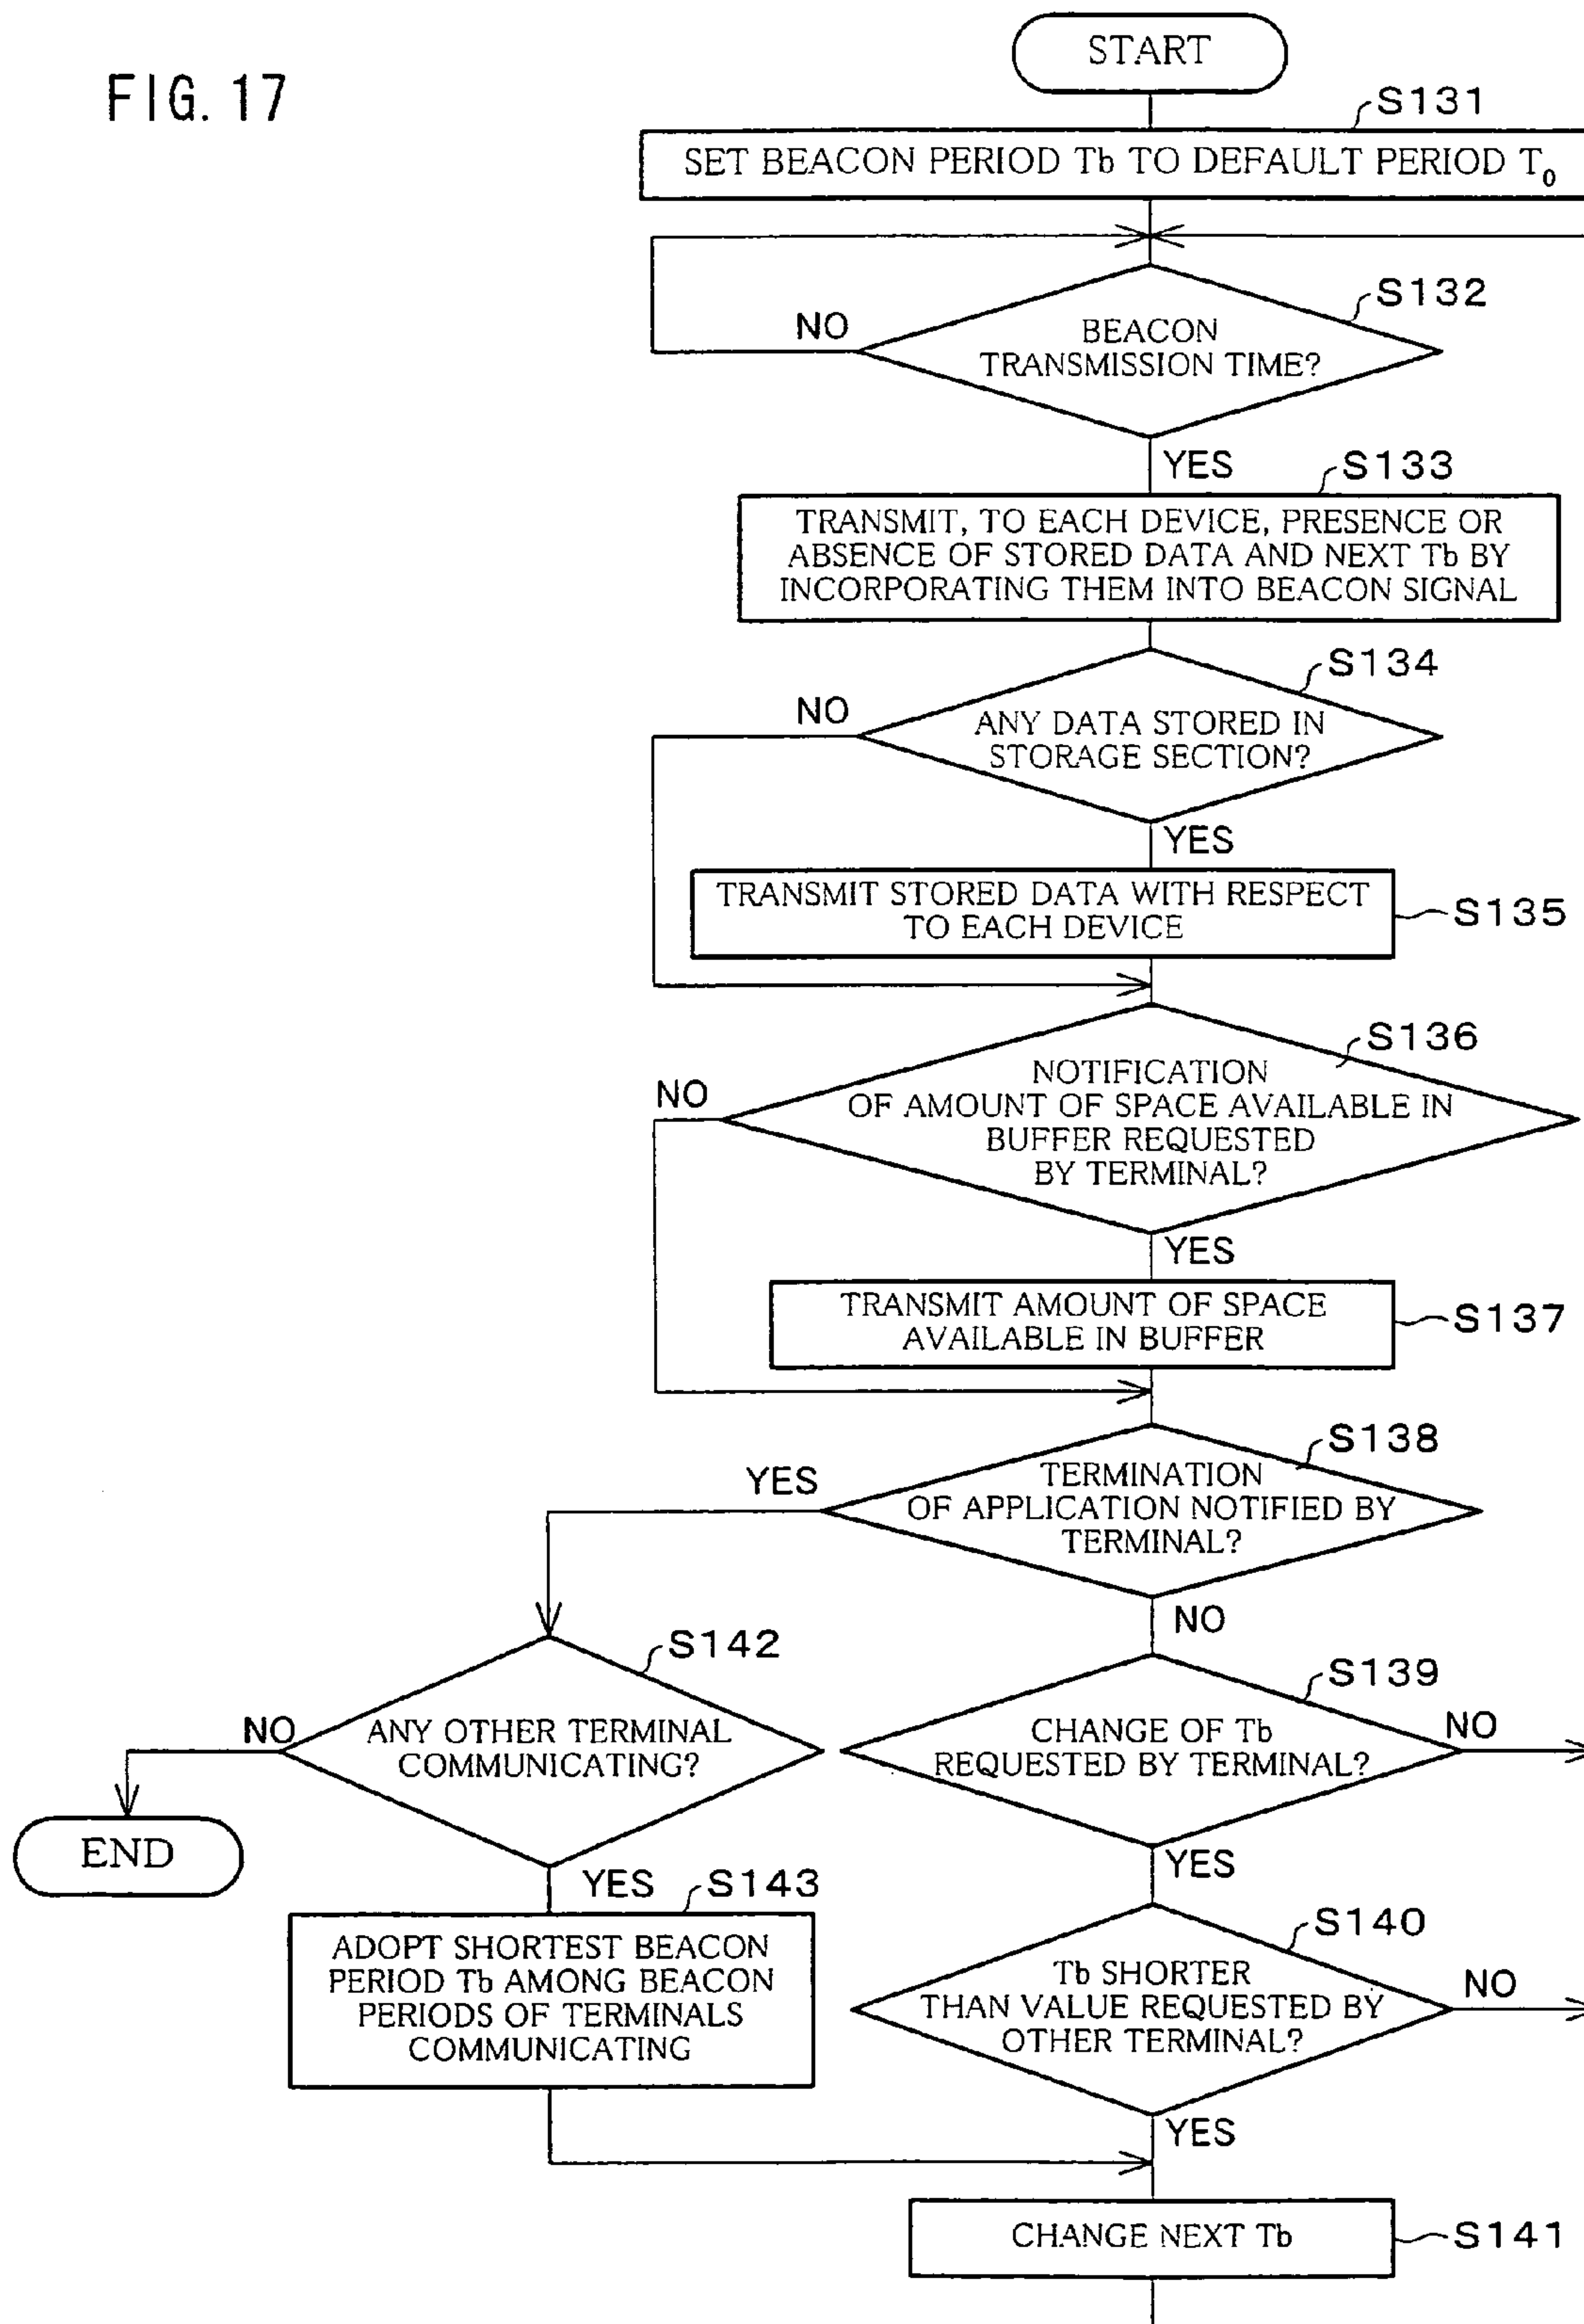 FIG. 17
START
S131
SET BEACON PERIOD Tb TO DEFAULT PERIOD T0
S132
NO
BEACON
TRANSMISSION TIME?
YES
S133
TRANSMIT, TO EACH DEVICE, PRESENCE OR
ABSENCE OF STORED DATA AND NEXT Tb BY
INCORPORATING THEM INTO BEACON SIGNAL
S134
NO
ANY DATA STORED IN
STORAGE SECTION?
YES
TRANSMIT STORED DATA WITH RESPECT
TO EACH DEVICE
S135
S136
NO
NOTIFICATION
OF AMOUNT OF SPACE AVAILABLE IN
BUFFER REQUESTED
BY TERMINAL?
YES
TRANSMIT AMOUNT OF SPACE
AVAILABLE IN BUFFER
S137
S138
YES
TERMINATION
OF APPLICATION NOTIFIED BY
TERMINAL?
NO
S142
NO
ANY OTHER TERMINAL
COMMUNICATING?
S139
CHANGE OF Tb
REQUESTED BY TERMINAL?
NO
END
YES
YES
S143
ADOPT SHORTEST BEACON
PERIOD Tb AMONG BEACON
PERIODS OF TERMINALS
COMMUNICATING
S140
Tb SHORTER
THAN VALUE REQUESTED BY
OTHER TERMINAL?
NO
YES
CHANGE NEXT Tb
S141